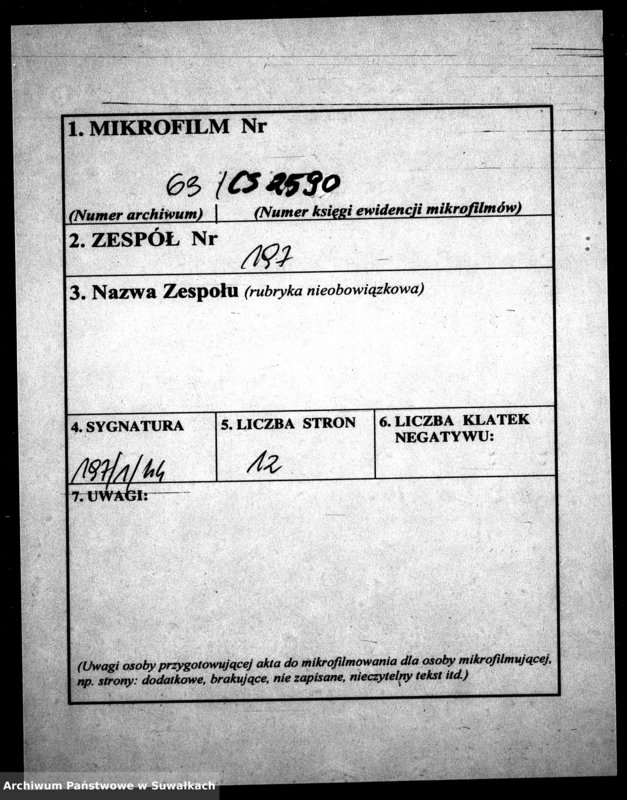 1. MIKROFILM Nr
63 / CS 2590
(Numer archiwum) (Numer księgi ewidencji mikrofilmów)
2. ZESPÓŁ Nr
197
3. Nazwa Zespołu (rubryka nieobowiązkowa)
4. SYGNATURA
197/1/44
5. LICZBA STRON
12
6. LICZBA KLATEK
NEGATYWU:
7. UWAGI:
(Uwagi osoby przygotowującej akta do mikrofilmowania dla osoby mikrofilmującej,
np. strony: dodatkowe, brakujące, nie zapisane, nieczytelny tekst itd.)
Archiwum Państwowe w Suwałkach